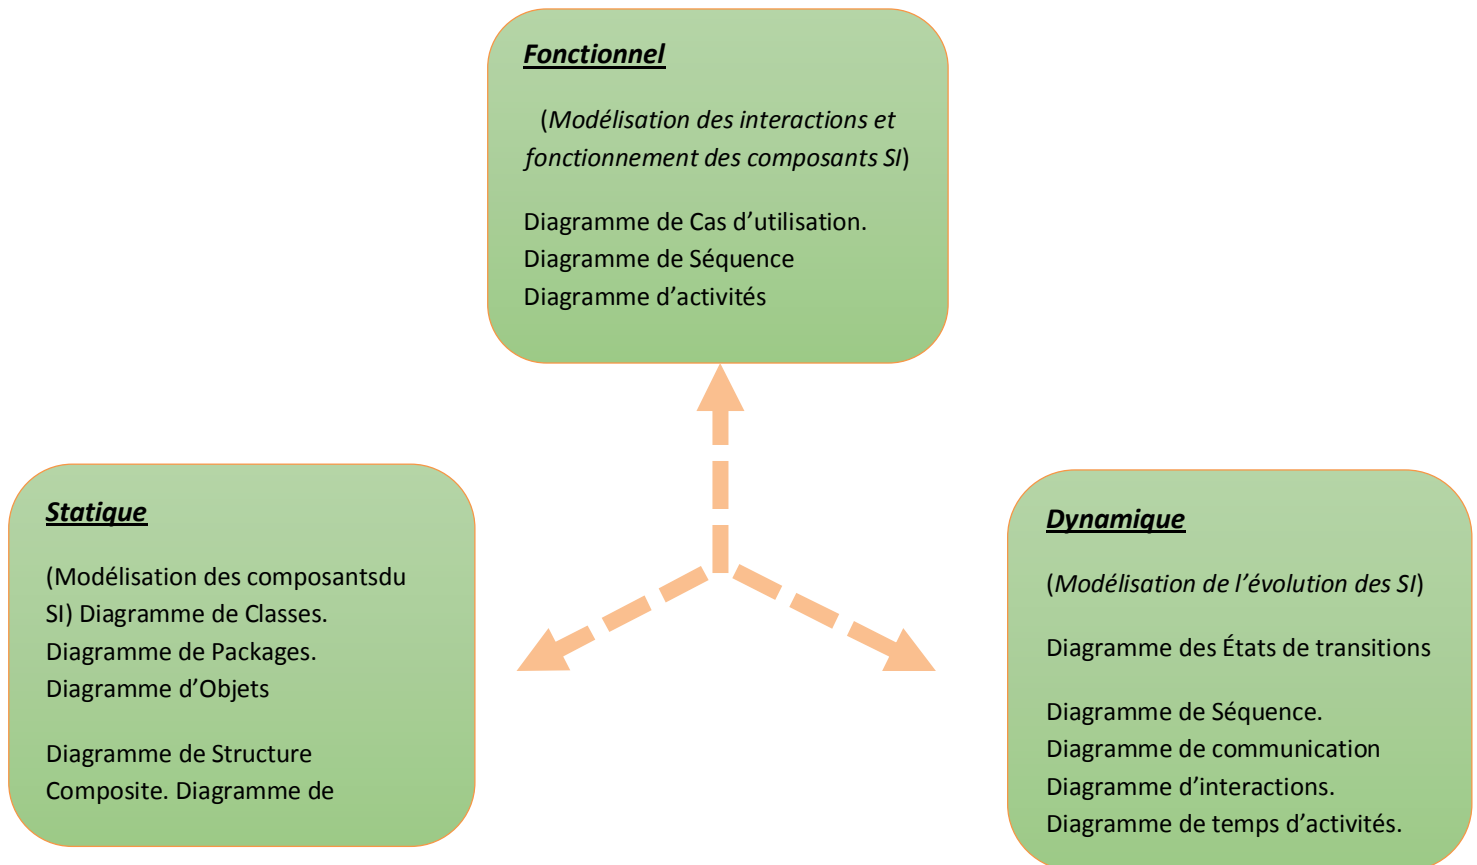 Fonctionnel
(Modélisation des interactions et
fonctionnement des composants SI)
Diagramme de Cas d’utilisation.
Diagramme de Séquence
Diagramme d’activités
Statique
(Modélisation des composantsdu
SI) Diagramme de Classes.
Diagramme de Packages.
Diagramme d’Objets
Diagramme de Structure
Composite. Diagramme de
Dynamique
(Modélisation de l’évolution des SI)
Diagramme des États de transitions
Diagramme de Séquence.
Diagramme de communication
Diagramme d’interactions.
Diagramme de temps d’activités.